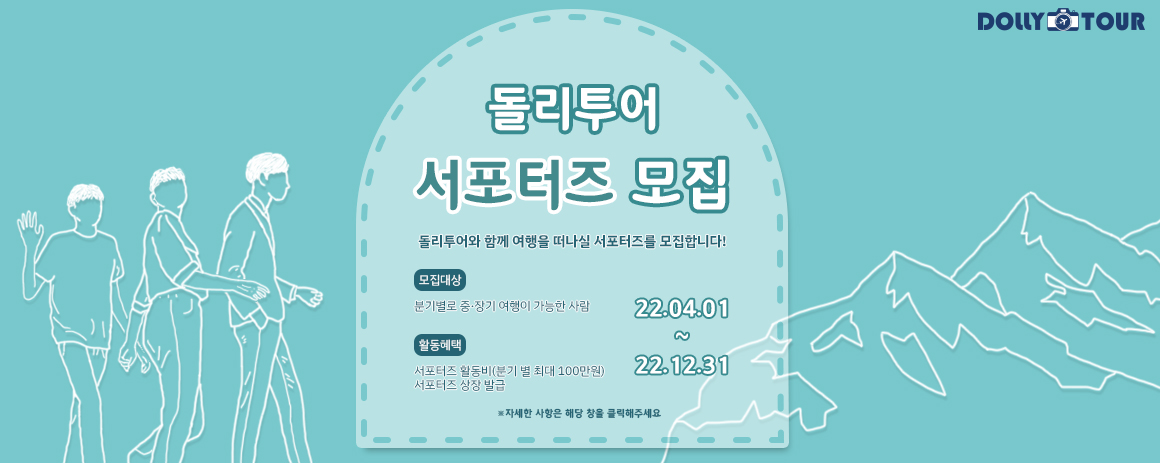 DOLLY TOUR
돌리투어
서포터즈 모집
돌리투어와 함께 여행을 떠나실 서포터즈를 모집합니다!
모집대상
분기별로 중·장기 여행이 가능한 사람
활동혜택
서포터즈 활동비(분기 별 최대 100만원)
서포터즈 상장 발급
22.04.01
~
22.12.31
※자세한 사항은 해당 창을 클릭해주세요